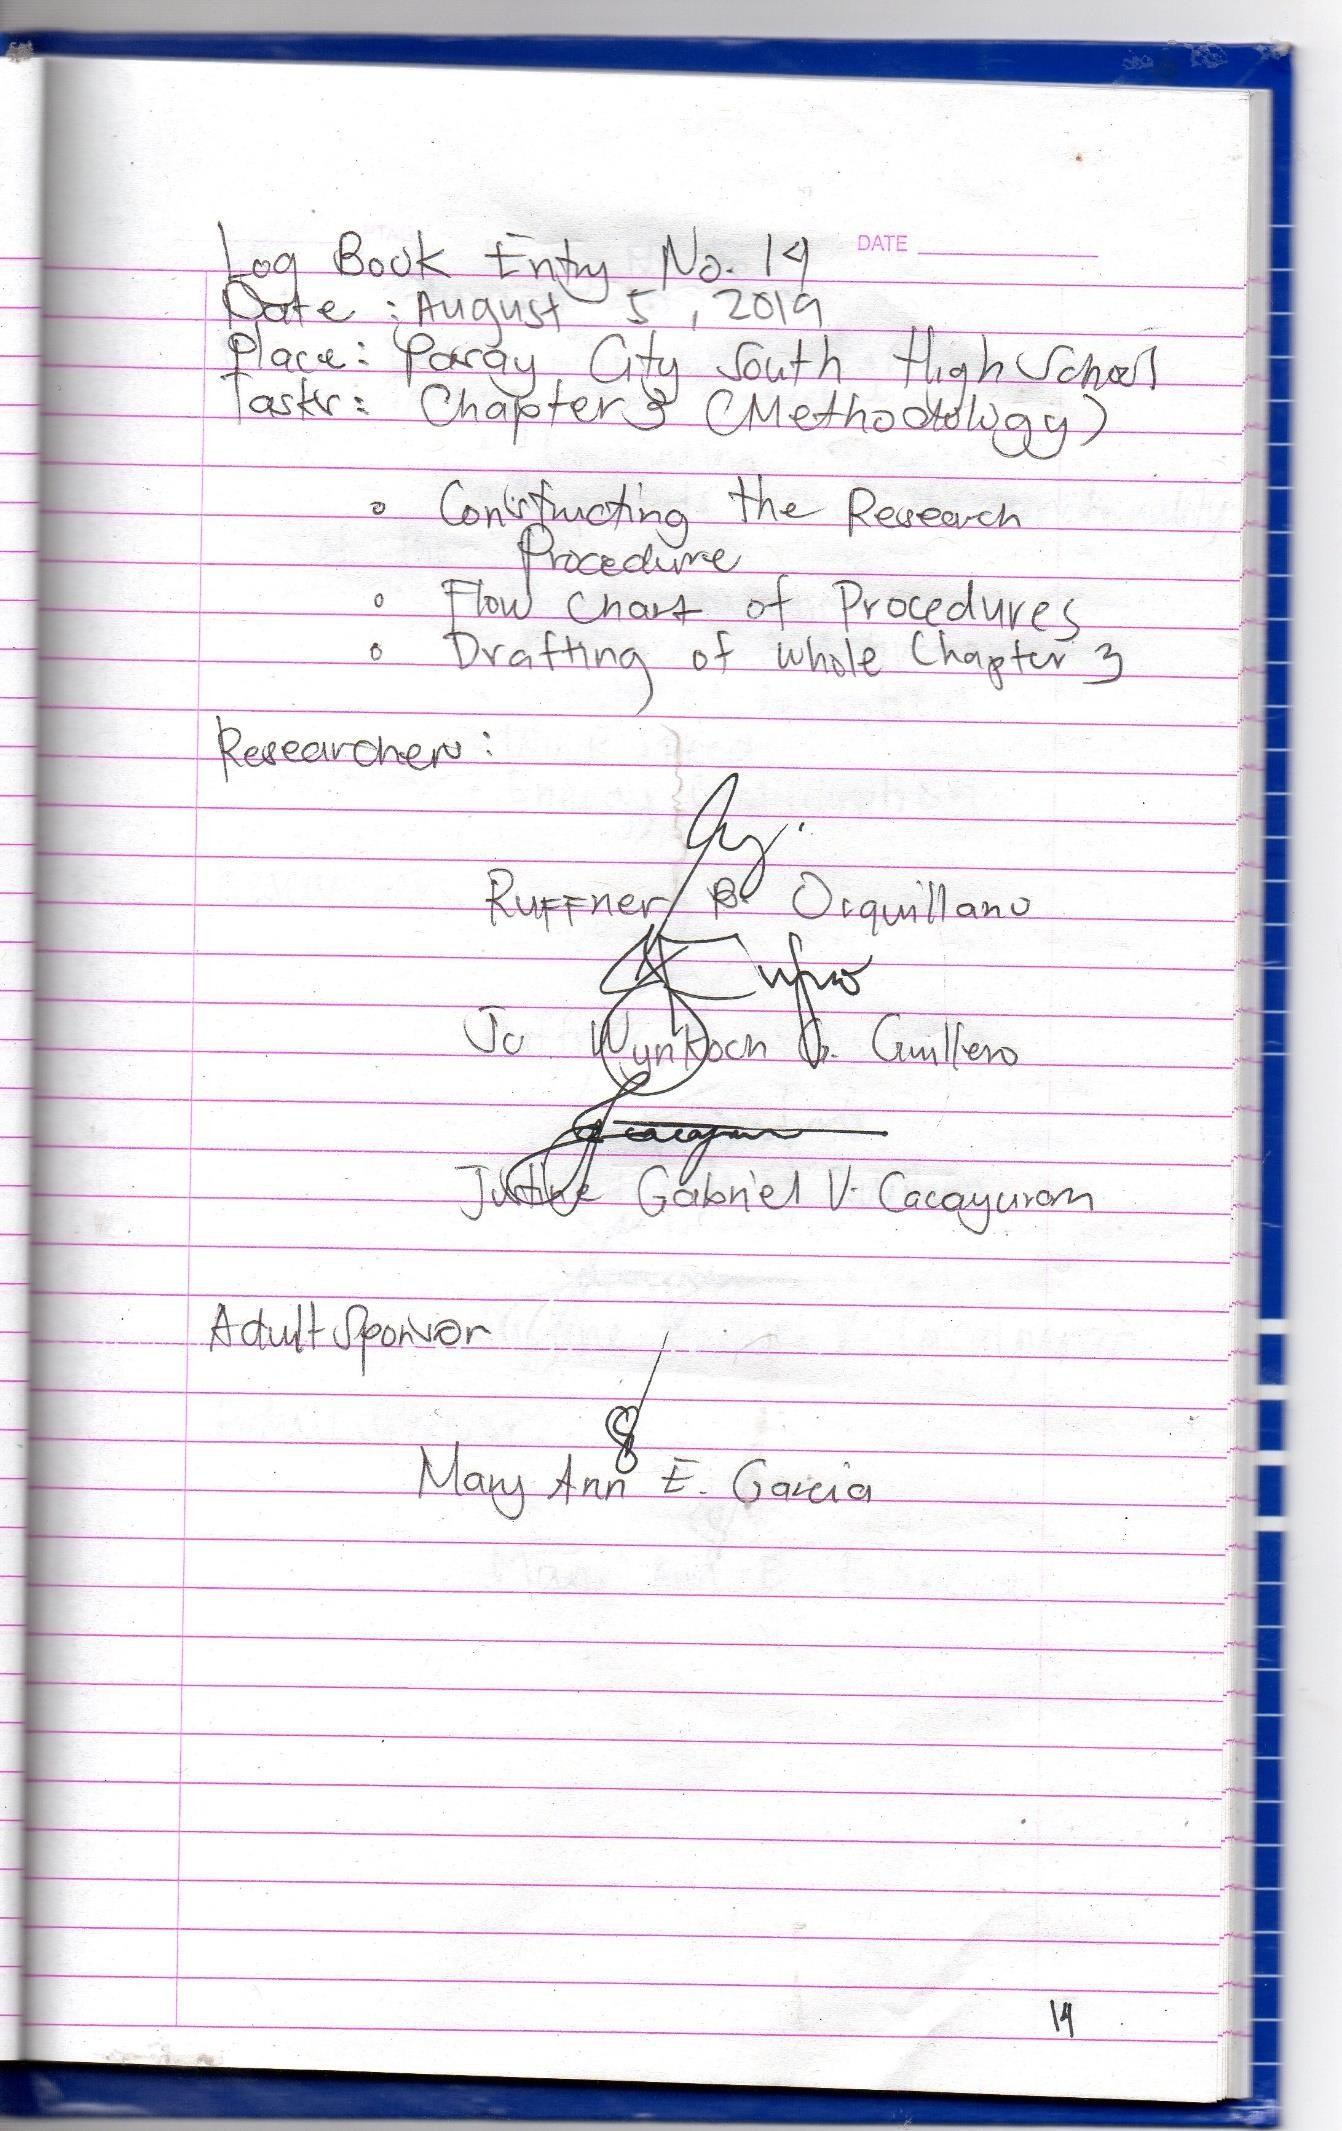 DATE
Log Book Entry No. 14
Date : August 5, 2019
Place: Pasay City South High School
Tasks: Chapter 3 (Methodology)
◦ Constructing the Research
Procedure
◦ Flow Chart of Procedures
◦ Drafting of whole Chapter 3
Researchers :
Ruffner B. Orquillano
Jo Wynkoch G. Guillero
Justine Gabriel V. Cacayuran
Adult Sponsor
Mary Ann E. Garcia
14